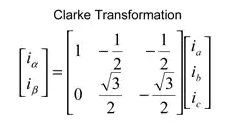 Clarke Transformation
[iα iβ] = [1 -1/2 -1/2; 0 √3/2 -√3/2] [ia ib ic]